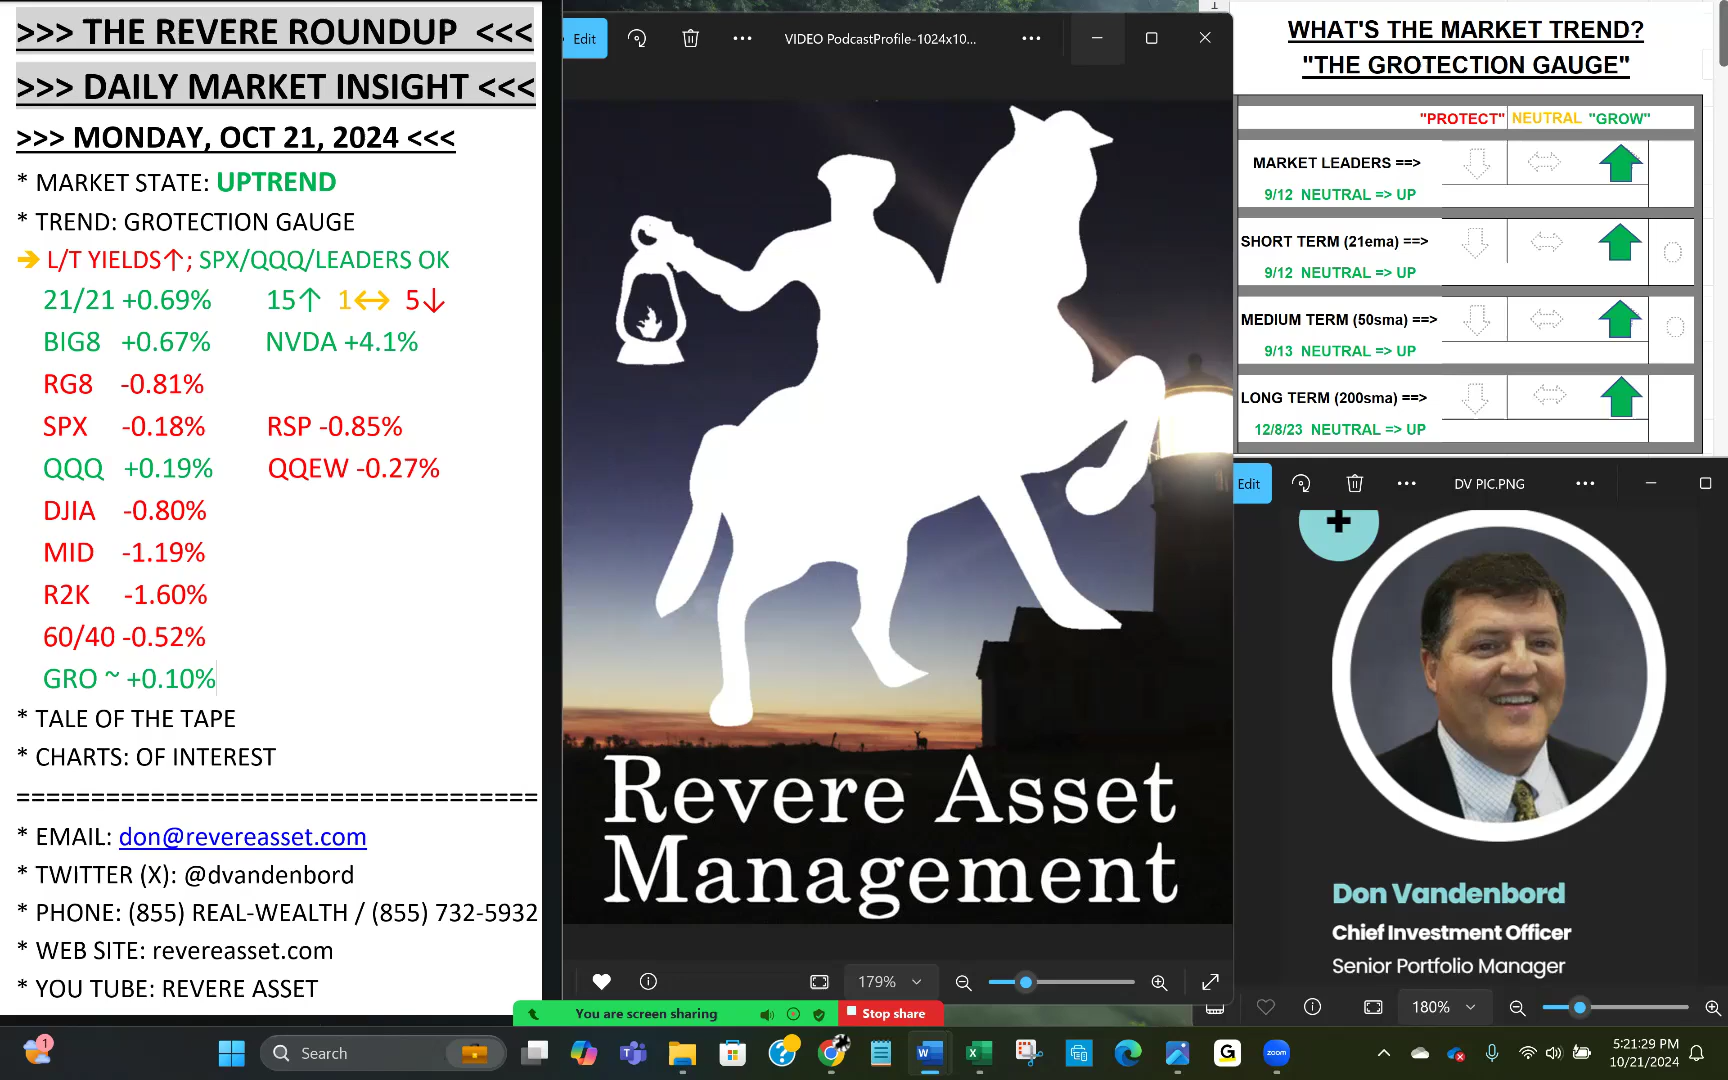 >>> THE REVERE ROUNDUP <<<
>>> DAILY MARKET INSIGHT <<<
>>> MONDAY, OCT 21, 2024 <<<
* MARKET STATE: UPTREND
* TREND: GROTECTION GAUGE
➔ L/T YIELDS↑; SPX/QQQ/LEADERS OK
21/21 +0.69% 15↑ 1↔ 5↓
BIG8 +0.67% NVDA +4.1%
RG8 -0.81%
SPX -0.18% RSP -0.85%
QQQ +0.19% QQEW -0.27%
DJIA -0.80%
MID -1.19%
R2K -1.60%
60/40 -0.52%
GRO ~ +0.10%
* TALE OF THE TAPE
* CHARTS: OF INTEREST
===================================
* EMAIL: don@revereasset.com
* TWITTER (X): @dvandenbord
* PHONE: (855) REAL-WEALTH / (855) 732-5932
* WEB SITE: revereasset.com
* YOU TUBE: REVERE ASSET
Edit
VIDEO PodcastProfile-1024x10...
Revere Asset
Management
179%
You are screen sharing
Stop share
WHAT'S THE MARKET TREND?
"THE GROTECTION GAUGE"
"PROTECT" NEUTRAL "GROW"
MARKET LEADERS ==>
9/12 NEUTRAL => UP
SHORT TERM (21ema) ==>
9/12 NEUTRAL => UP
MEDIUM TERM (50sma) ==>
9/13 NEUTRAL => UP
LONG TERM (200sma) ==>
12/8/23 NEUTRAL => UP
Edit
DV PIC.PNG
Don Vandenbord
Chief Investment Officer
Senior Portfolio Manager
180%
1
Search
zoom
5:21:29 PM
10/21/2024